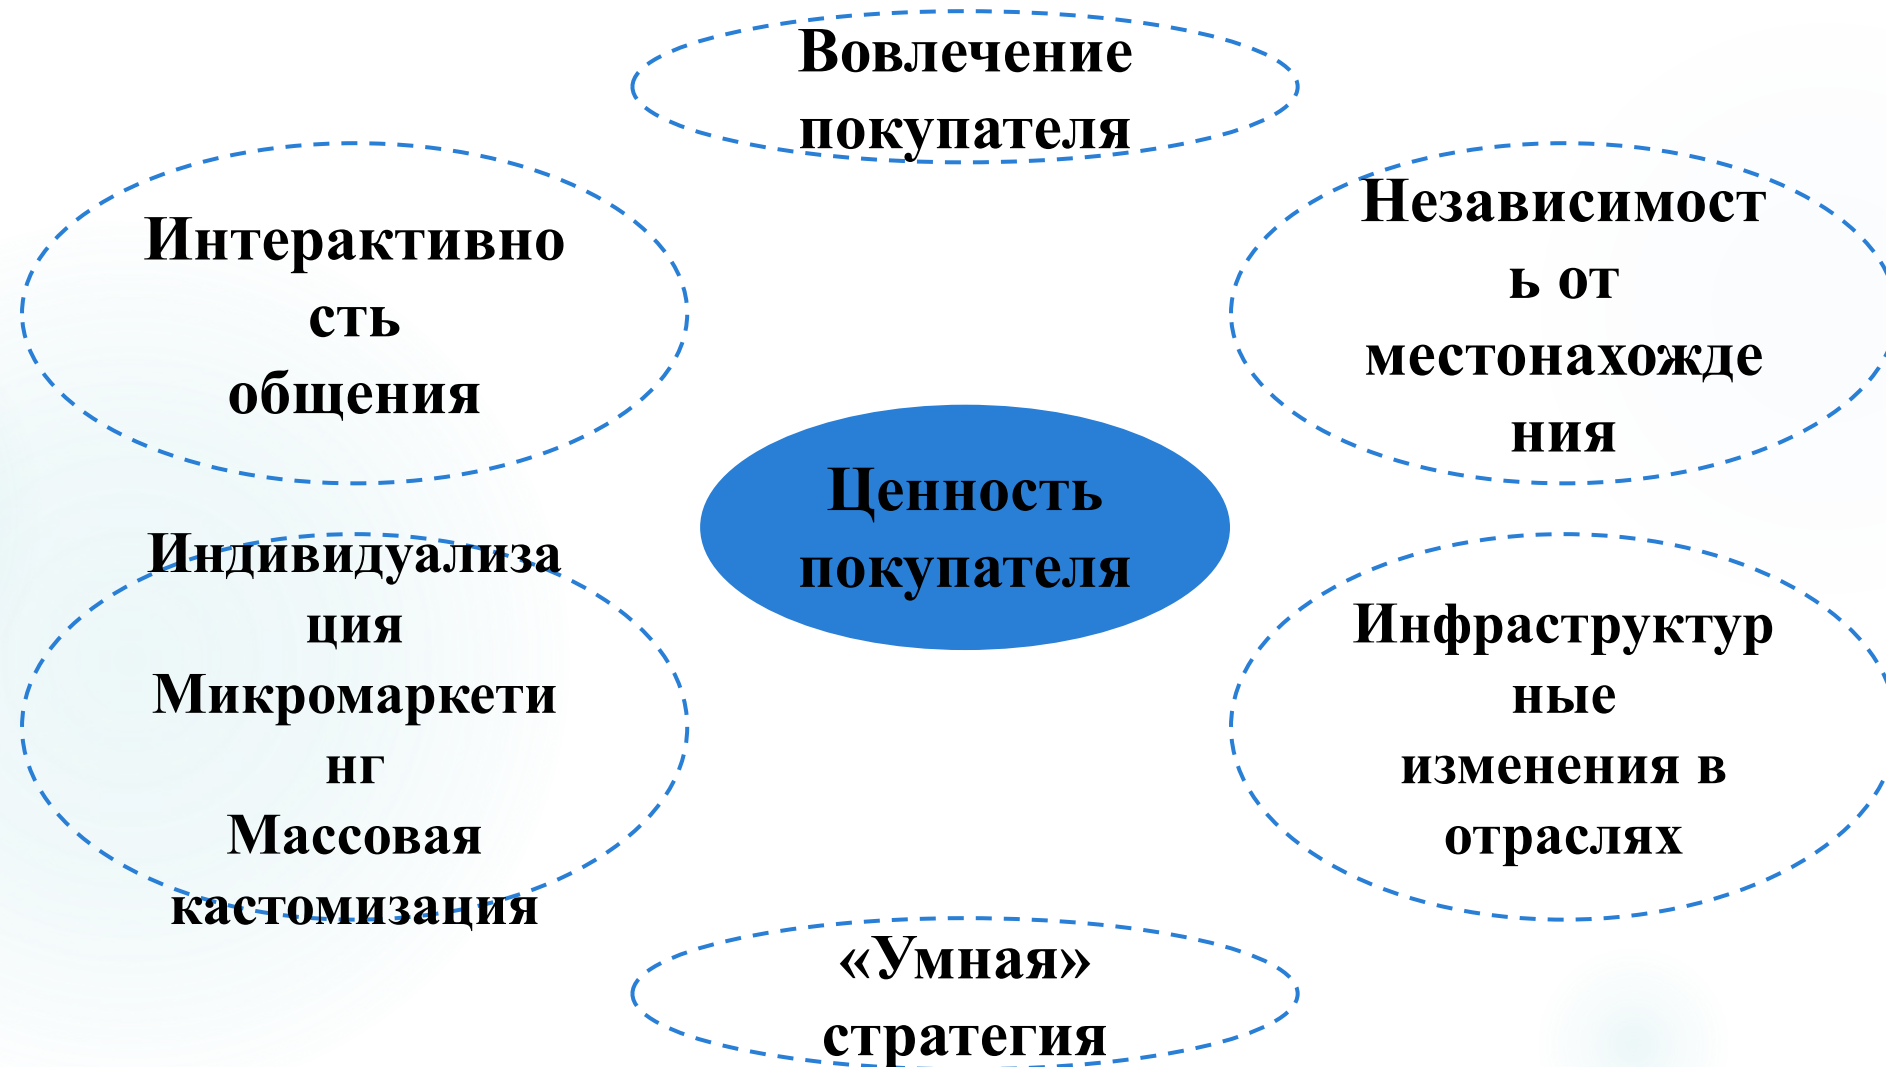 Вовлечение
покупателя
Интерактивно
сть
общения
Независимост
ь от
местонахожде
ния
Ценность
покупателя
Индивидуализа
ция
Микромаркети
нг
Массовая
кастомизация
Инфраструктур
ные
изменения в
отраслях
«Умная»
стратегия